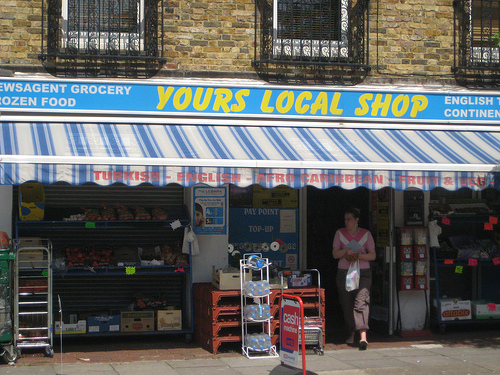 EWSAGENT GROCERY
ROZEN FOOD
YOURS LOCAL SHOP
ENGLISH
CONTINEN
TURKISH - ENGLISH - AFRO CARIBBEAN - FRUIT & VEG
PAY POINT
TOP-UP
cash